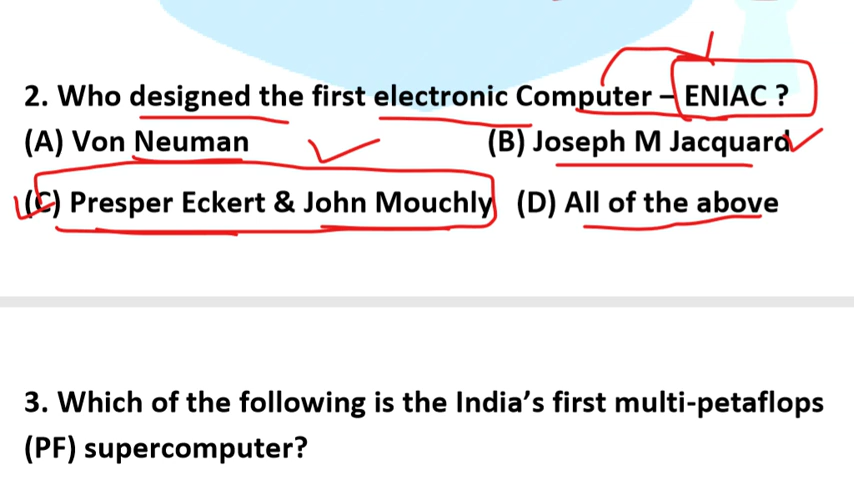 2. Who designed the first electronic Computer – ENIAC ?
(A) Von Neuman (B) Joseph M Jacquard
(C) Presper Eckert & John Mouchly (D) All of the above
3. Which of the following is the India's first multi-petaflops
(PF) supercomputer?